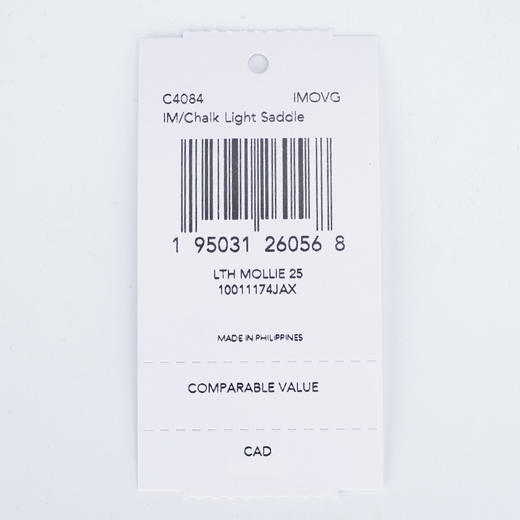 C4084 IMOVG
IM/Chalk Light Saddle
1 95031 26056 8
LTH MOLLIE 25
10011174JAX
MADE IN PHILIPPINES
COMPARABLE VALUE
CAD